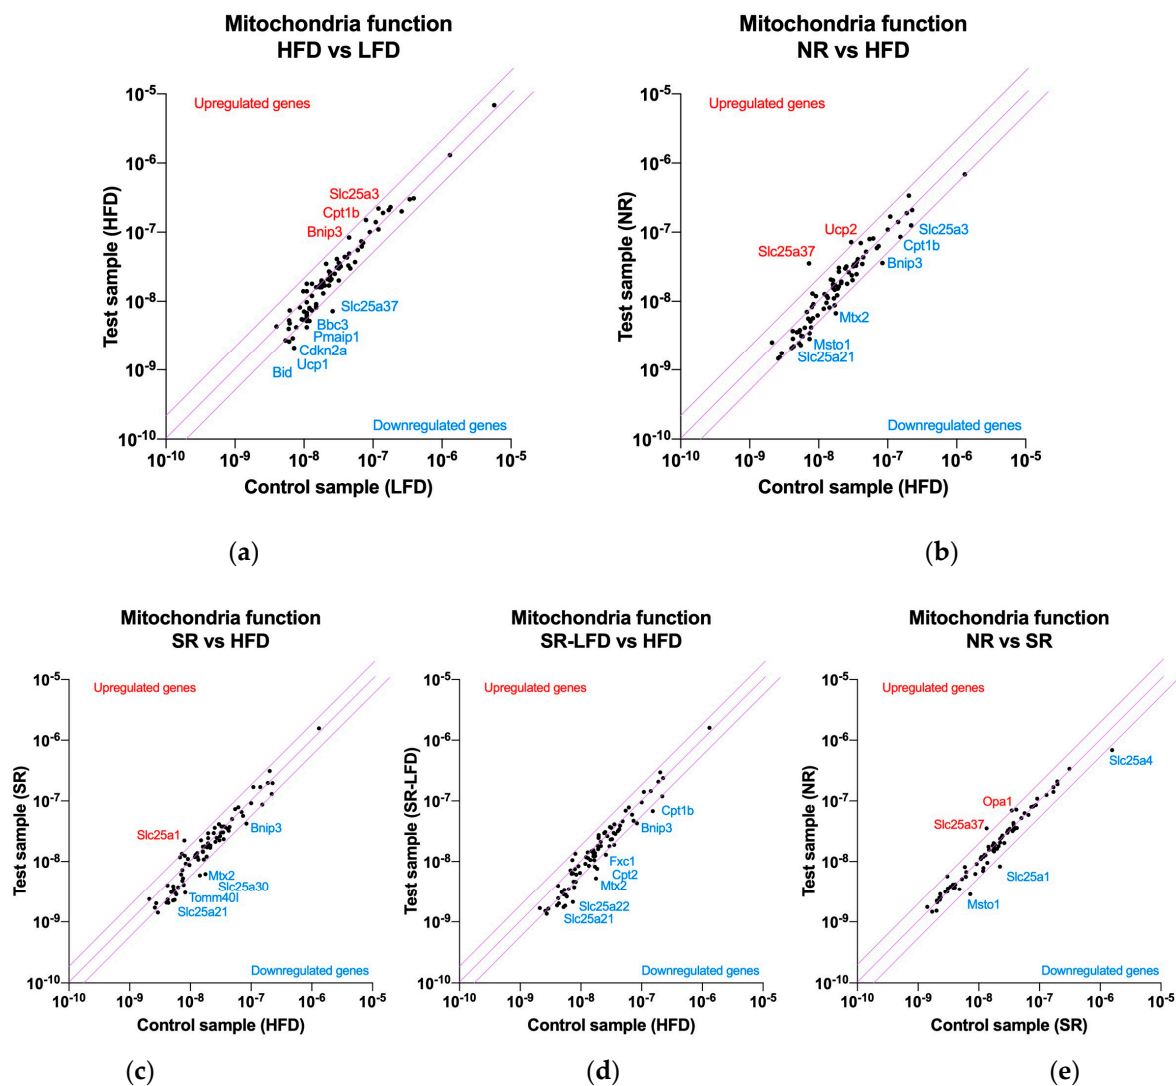 Mitochondria function
HFD vs LFD
10-5
Upregulated genes
10-6
Slc25a3
Cpt1b
10-7
Bnip3
Test sample (HFD)
10-8
Slc25a37
Bbc3
Pmaip1
Cdkn2a
10-9
Ucp1
Bid
Downregulated genes
10-10
10-10 10-9 10-8 10-7 10-6 10-5
Control sample (LFD)
(a)
Mitochondria function
NR vs HFD
10-5
Upregulated genes
10-6
Ucp2
Slc25a3
10-7
Slc25a37
Cpt1b
Bnip3
Test sample (NR)
10-8
Mtx2
Msto1
Slc25a21
10-9
Downregulated genes
10-10
10-10 10-9 10-8 10-7 10-6 10-5
Control sample (HFD)
(b)
Mitochondria function
SR vs HFD
10-5
Upregulated genes
10-6
10-7
Slc25a1
Bnip3
Test sample (SR)
10-8
Mtx2
Slc25a30
Tomm40l
Slc25a21
10-9
Downregulated genes
10-10
10-10 10-9 10-8 10-7 10-6 10-5
Control sample (HFD)
(c)
Mitochondria function
SR-LFD vs HFD
10-5
Upregulated genes
10-6
10-7
Cpt1b
Bnip3
Test sample (SR-LFD)
10-8
Fxc1
Cpt2
Mtx2
Slc25a22
Slc25a21
10-9
Downregulated genes
10-10
10-10 10-9 10-8 10-7 10-6 10-5
Control sample (HFD)
(d)
Mitochondria function
NR vs SR
10-5
Upregulated genes
10-6
Slc25a4
Opa1
10-7
Slc25a37
Test sample (NR)
10-8
Slc25a1
Msto1
10-9
Downregulated genes
10-10
10-10 10-9 10-8 10-7 10-6 10-5
Control sample (SR)
(e)